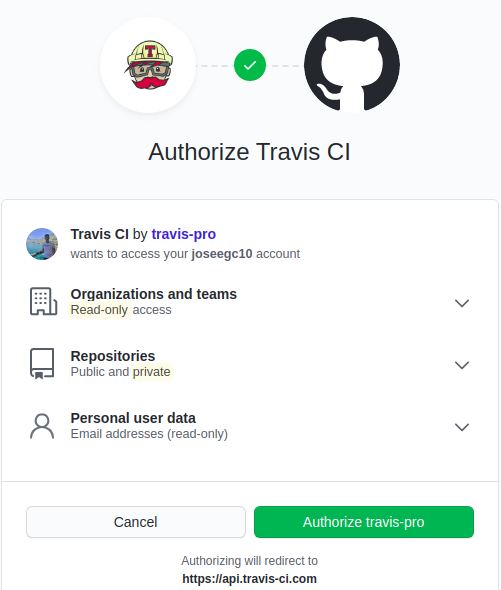 T
Authorize Travis CI
Travis CI by travis-pro
wants to access your joseegc10 account
Organizations and teams
Read-only access
Repositories
Public and private
Personal user data
Email addresses (read-only)
Cancel
Authorize travis-pro
Authorizing will redirect to
https://api.travis-ci.com